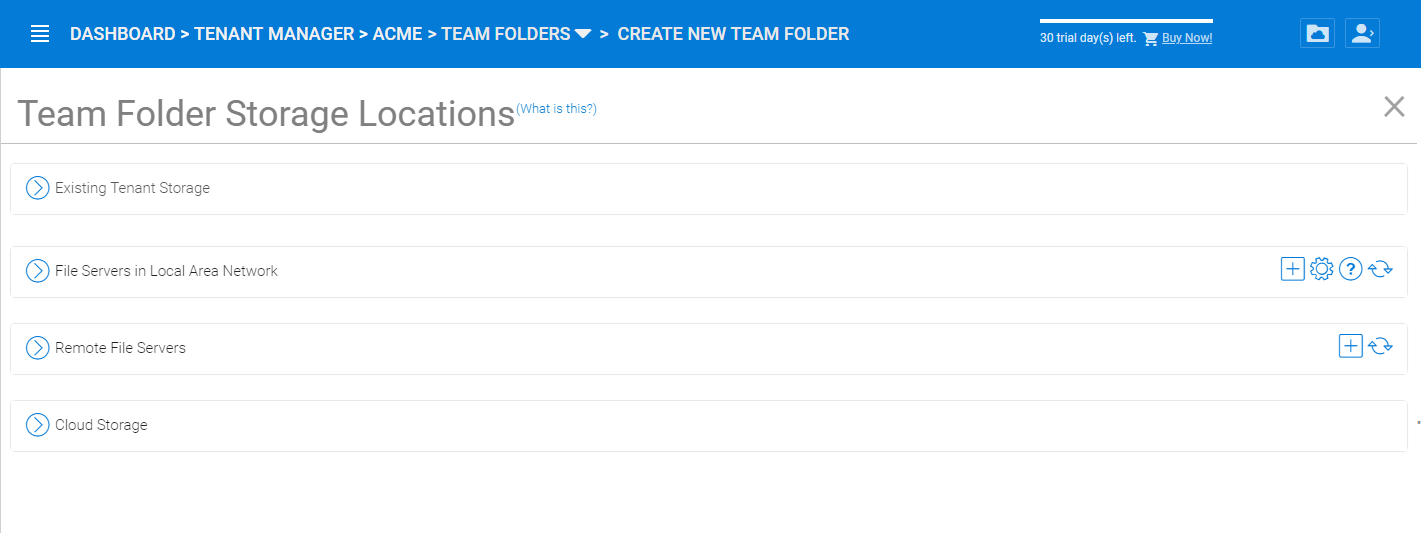 DASHBOARD > TENANT MANAGER > ACME > TEAM FOLDERS > CREATE NEW TEAM FOLDER
30 trial day(s) left. Buy Now!
Team Folder Storage Locations (What is this?)
Existing Tenant Storage
File Servers in Local Area Network
Remote File Servers
Cloud Storage